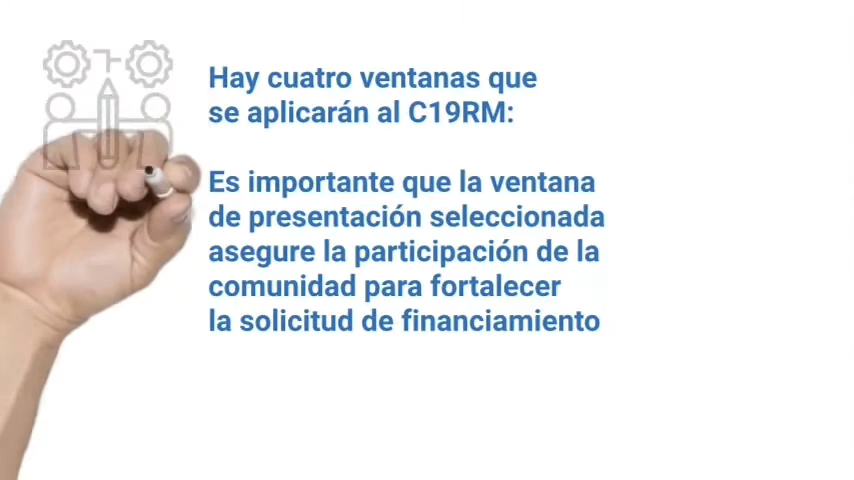 Hay cuatro ventanas que
se aplicarán al C19RM:
Es importante que la ventana
de presentación seleccionada
asegure la participación de la
comunidad para fortalecer
la solicitud de financiamiento